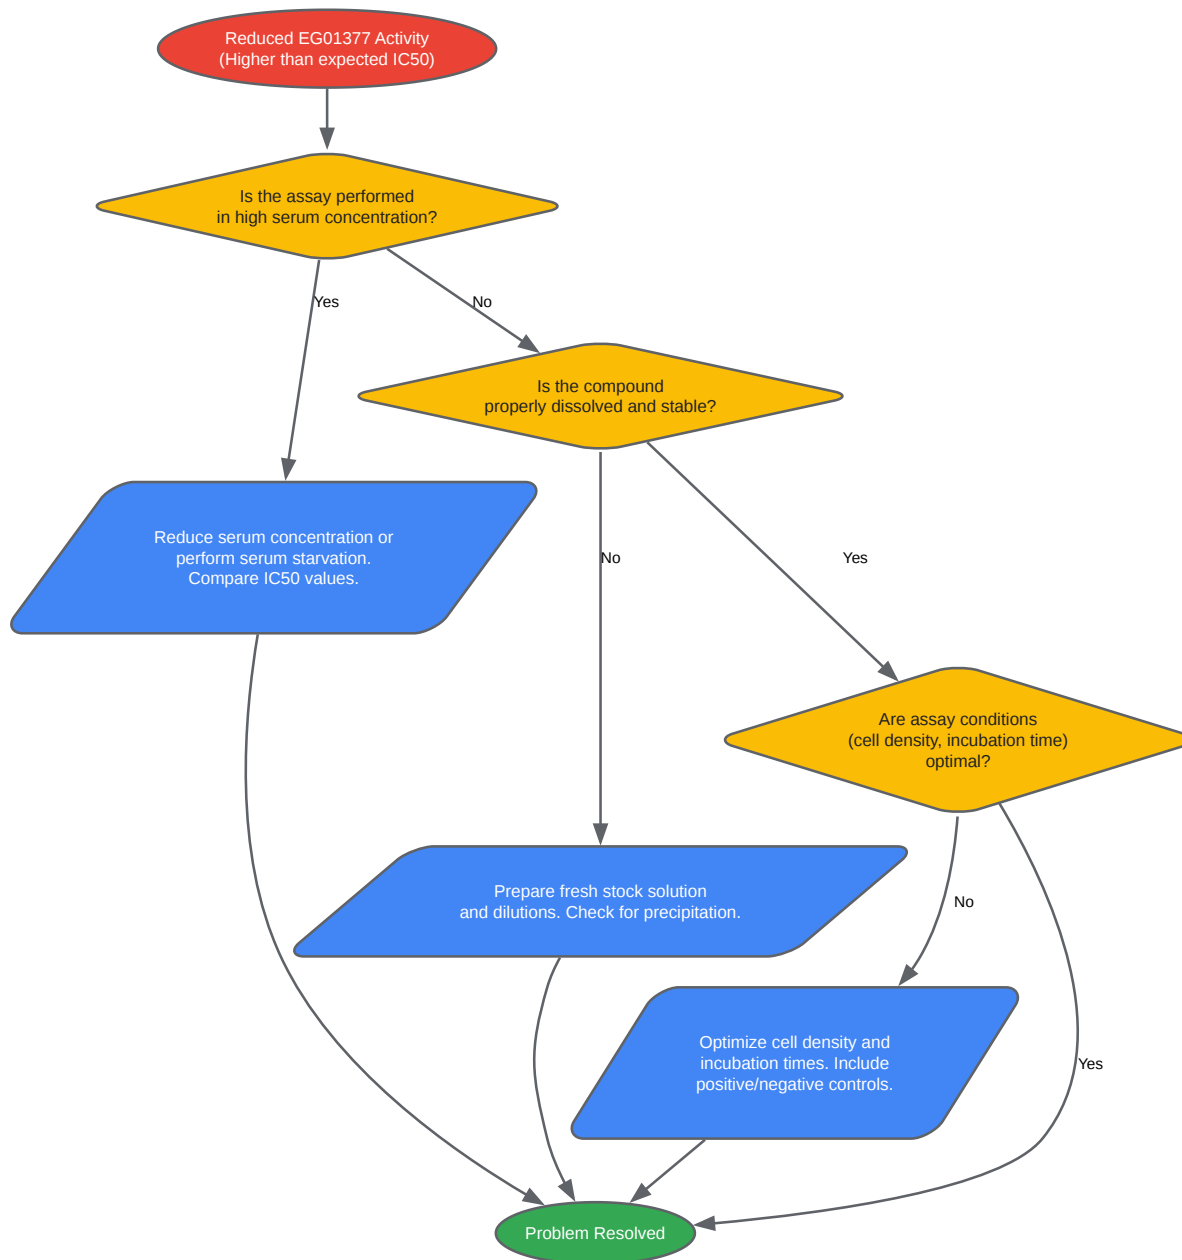 Reduced EG01377 Activity
(Higher than expected IC50)
Is the assay performed
in high serum concentration?
Yes
No
Is the compound
properly dissolved and stable?
Reduce serum concentration or
perform serum starvation.
Compare IC50 values.
No
Yes
Are assay conditions
(cell density, incubation time)
optimal?
Prepare fresh stock solution
and dilutions. Check for precipitation.
No
Optimize cell density and
incubation times. Include
positive/negative controls.
Yes
Problem Resolved